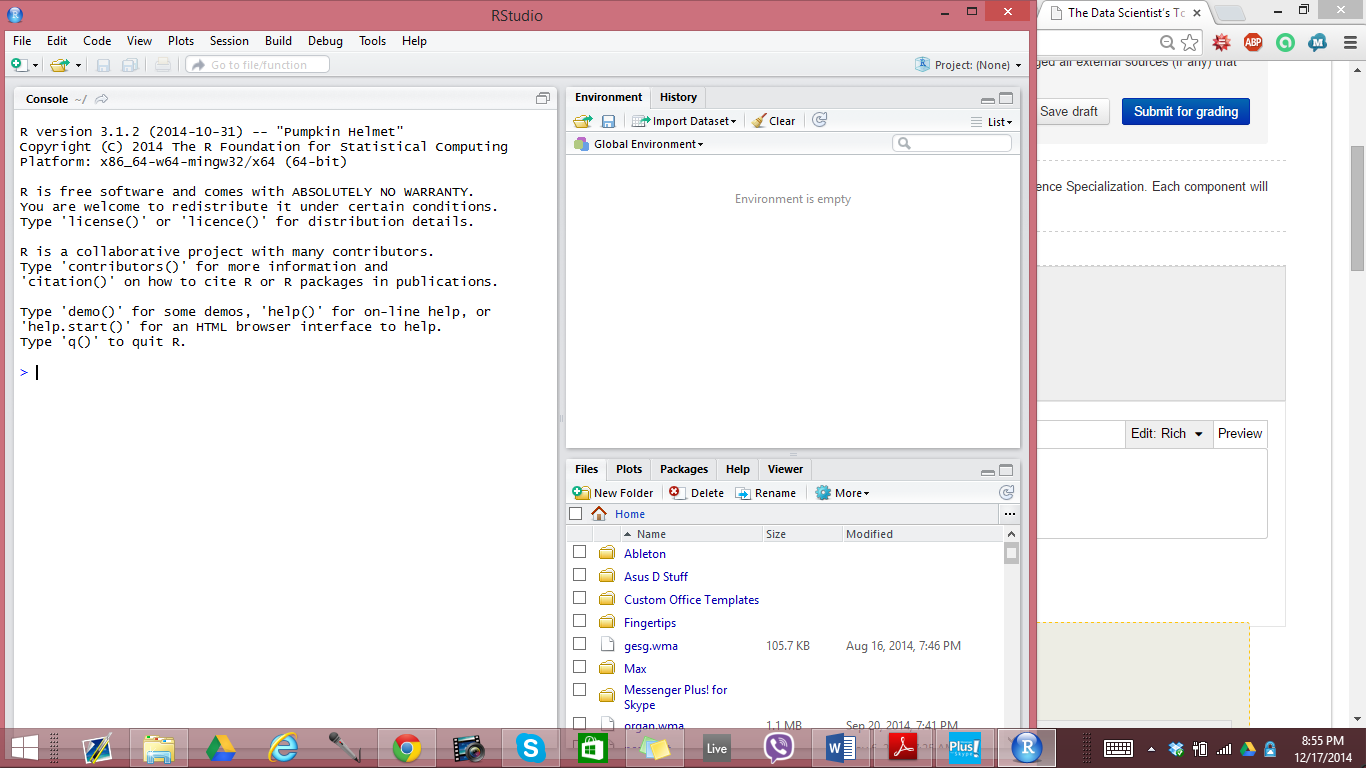 RStudio
File Edit Code View Plots Session Build Debug Tools Help
Go to file/function
Project: (None)
Console ~/
R version 3.1.2 (2014-10-31) -- "Pumpkin Helmet"
Copyright (C) 2014 The R Foundation for Statistical Computing
Platform: x86_64-w64-mingw32/x64 (64-bit)
R is free software and comes with ABSOLUTELY NO WARRANTY.
You are welcome to redistribute it under certain conditions.
Type 'license()' or 'licence()' for distribution details.
R is a collaborative project with many contributors.
Type 'contributors()' for more information and
'citation()' on how to cite R or R packages in publications.
Type 'demo()' for some demos, 'help()' for on-line help, or
'help.start()' for an HTML browser interface to help.
Type 'q()' to quit R.
>
Environment History
Import Dataset Clear List
Global Environment
Environment is empty
Files Plots Packages Help Viewer
New Folder Delete Rename More
Home
Name Size Modified
Ableton
Asus D Stuff
Custom Office Templates
Fingertips
gesg.wma 105.7 KB Aug 16, 2014, 7:46 PM
Max
Messenger Plus! for
Skype
organ.wma 1.1 MB Sep 20, 2014, 7:41 PM
The Data Scientist's To
ABP
ged all external sources (if any) that
Save draft Submit for grading
ence Specialization. Each component will
Edit: Rich Preview
Live
Plus!
Skype
8:55 PM
12/17/2014